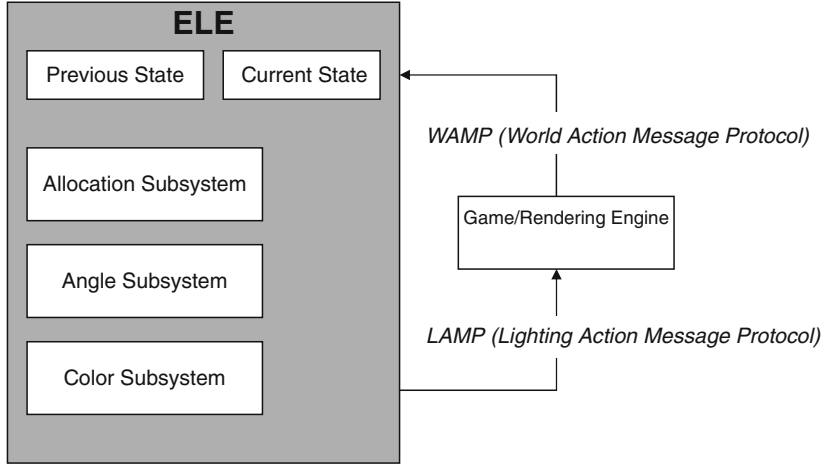 ELE
Previous State
Current State
WAMP (World Action Message Protocol)
Allocation Subsystem
Game/Rendering Engine
Angle Subsystem
LAMP (Lighting Action Message Protocol)
Color Subsystem